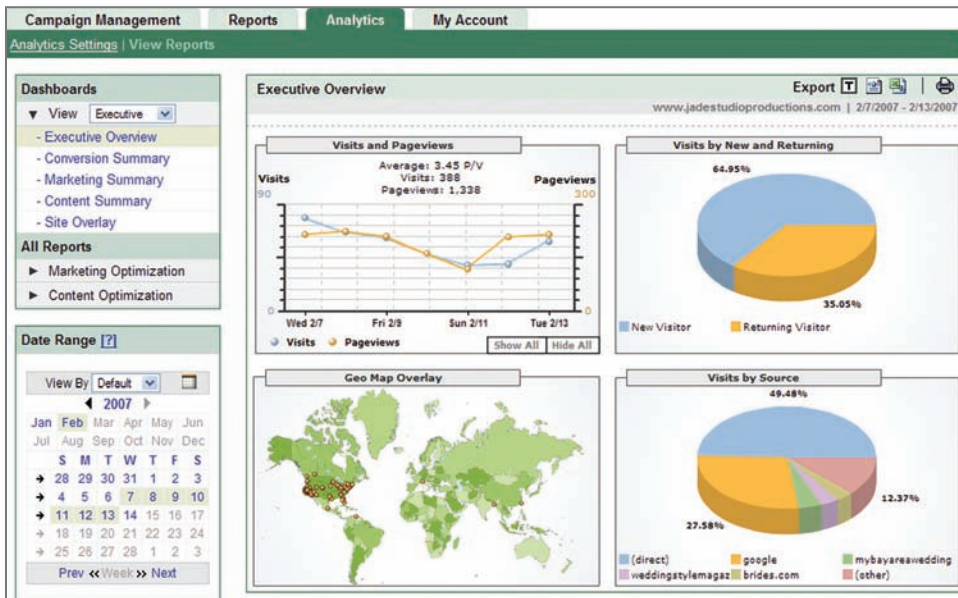 Campaign Management Reports Analytics My Account
Analytics Settings | View Reports
Dashboards
▼ View Executive
- Executive Overview
- Conversion Summary
- Marketing Summary
- Content Summary
- Site Overlay
All Reports
► Marketing Optimization
► Content Optimization
Date Range [?]
View By Default
◄ 2007 ►
Jan Feb Mar Apr May Jun
Jul Aug Sep Oct Nov Dec
S M T W T F S
→ 28 29 30 31 1 2 3
→ 4 5 6 7 8 9 10
→ 11 12 13 14 15 16 17
→ 18 19 20 21 22 23 24
→ 25 26 27 28 1 2 3
Prev « Week » Next
Executive Overview Export T
www.jadestudioproductions.com | 2/7/2007 - 2/13/2007
Visits and Pageviews
Average: 3.45 P/V
Visits: 388
Pageviews: 1,338
Visits Pageviews
90 300
0 0
Wed 2/7 Fri 2/9 Sun 2/11 Tue 2/13
Visits Pageviews Show All Hide All
Visits by New and Returning
64.95%
35.05%
New Visitor Returning Visitor
Geo Map Overlay
Visits by Source
49.48%
12.37%
27.58%
(direct) google mybayareawedding
weddingstylemagaz brides.com (other)